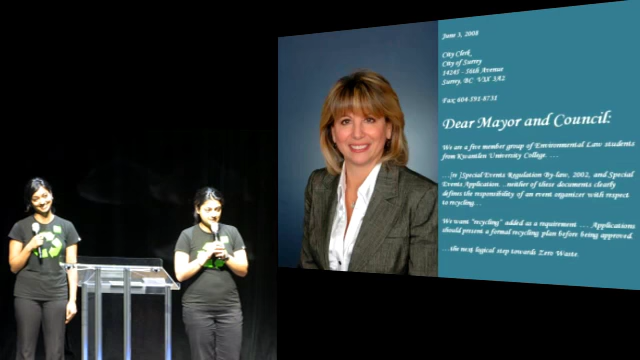 June 3, 2008
City Clerk,
City of Surrey
14245 - 56th Avenue
Surrey, BC V3X 3A2
Fax: 604-591-8731
Dear Mayor and Council:
We are a five member group of Environmental Law students
from Kwantlen University College. ...
...[n ]Special Events Regulation By-law, 2002, and Special
Events Application...neither of these documents clearly
defines the responsibility of an event organizer with respect
to recycling...
We want "recycling" added as a requirement ... Applications
should present a formal recycling plan before being approved.
...the next logical step towards Zero Waste.